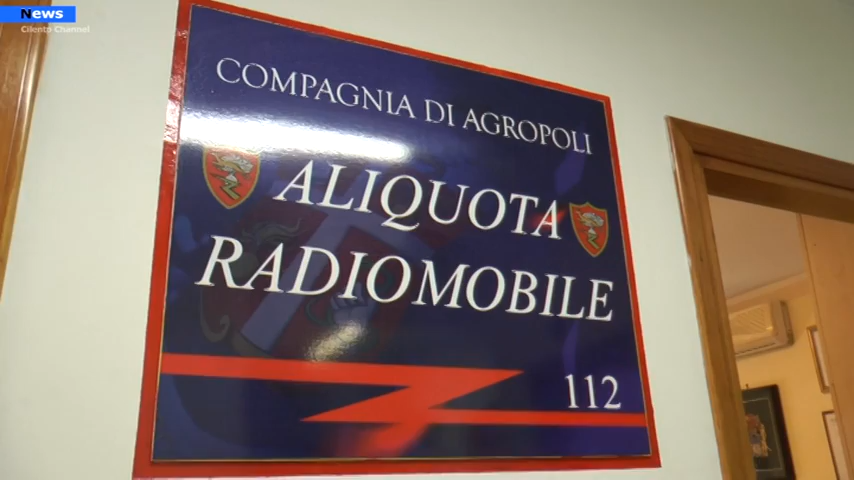 News
Cilento Channel
COMPAGNIA DI AGROPOLI
ALIQUOTA
RADIOMOBILE
112